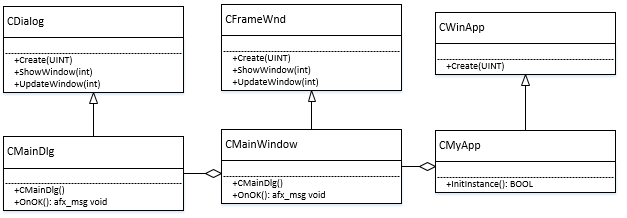 CDialog
+Create(UINT)
+ShowWindow(int)
+UpdateWindow(int)
CFrameWnd
+Create(UINT)
+ShowWindow(int)
+UpdateWindow(int)
CWinApp
+Create(UINT)
CMainDlg
+CMainDlg()
+OnOK(): afx_msg void
CMainWindow
+CMainDlg()
+OnOK(): afx_msg void
CMyApp
+InitInstance(): BOOL